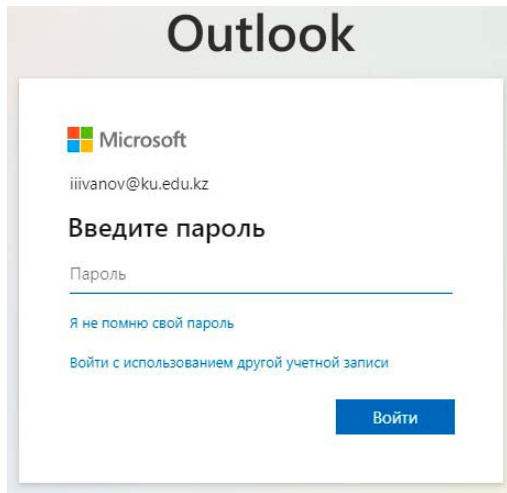 Outlook
Microsoft
iiivanov@ku.edu.kz
Введите пароль
Пароль
Я не помню свой пароль
Войти с использованием другой учетной записи
Войти